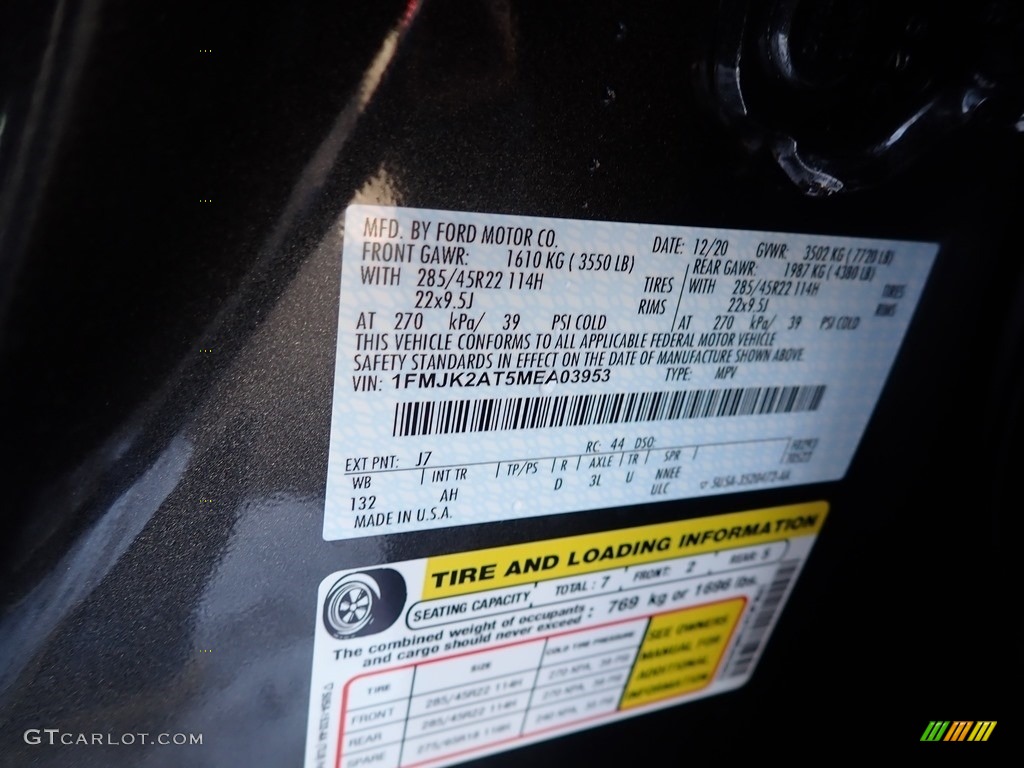 MFD. BY FORD MOTOR CO. DATE: 12/20 GVWR: 3502 KG ( 7720 LB)
FRONT GAWR: 1610 KG ( 3550 LB) REAR GAWR: 1987 KG ( 4380 LB)
WITH 285/45R22 114H TIRES WITH 285/45R22 114H TIRES
22x9.5J RIMS 22x9.5J RIMS
AT 270 kPa/ 39 PSI COLD AT 270 kPa/ 39 PSI COLD
THIS VEHICLE CONFORMS TO ALL APPLICABLE FEDERAL MOTOR VEHICLE
SAFETY STANDARDS IN EFFECT ON THE DATE OF MANUFACTURE SHOWN ABOVE.
VIN: 1FMJK2AT5MEA03953 TYPE: MPV
EXT PNT: J7 RC: 44 DSO:
WB INT TR TP/PS R AXLE TR SPR
132 AH D 3L U NNEE
ULC
MADE IN U.S.A.
TIRE AND LOADING INFORMATION
SEATING CAPACITY TOTAL: 7 FRONT: 2 REAR: 5
The combined weight of occupants
and cargo should never exceed : 769 kg or 1696 lbs.
TIRE SIZE COLD TIRE PRESSURE
FRONT 285/45R22 114H
REAR 285/45R22 114H
SPARE
SEE OWNERS
MANUAL FOR
ADDITIONAL
INFORMATION
GTCARLOT.COM